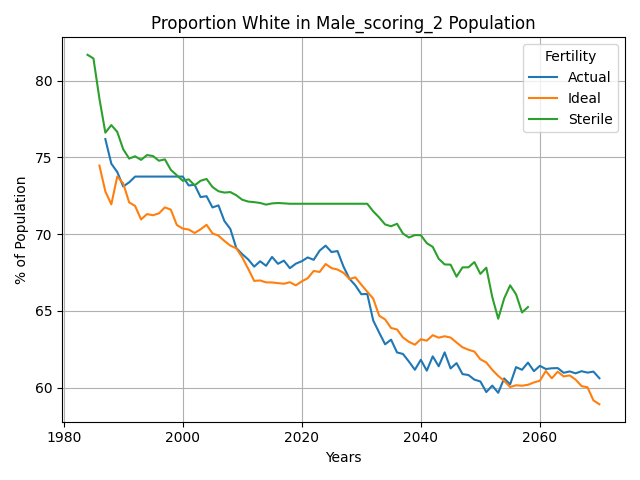 Proportion White in Male_scoring_2 Population
% of Population
80
75
70
65
60
Fertility
Actual
Ideal
Sterile
1980
2000
2020
2040
2060
Years